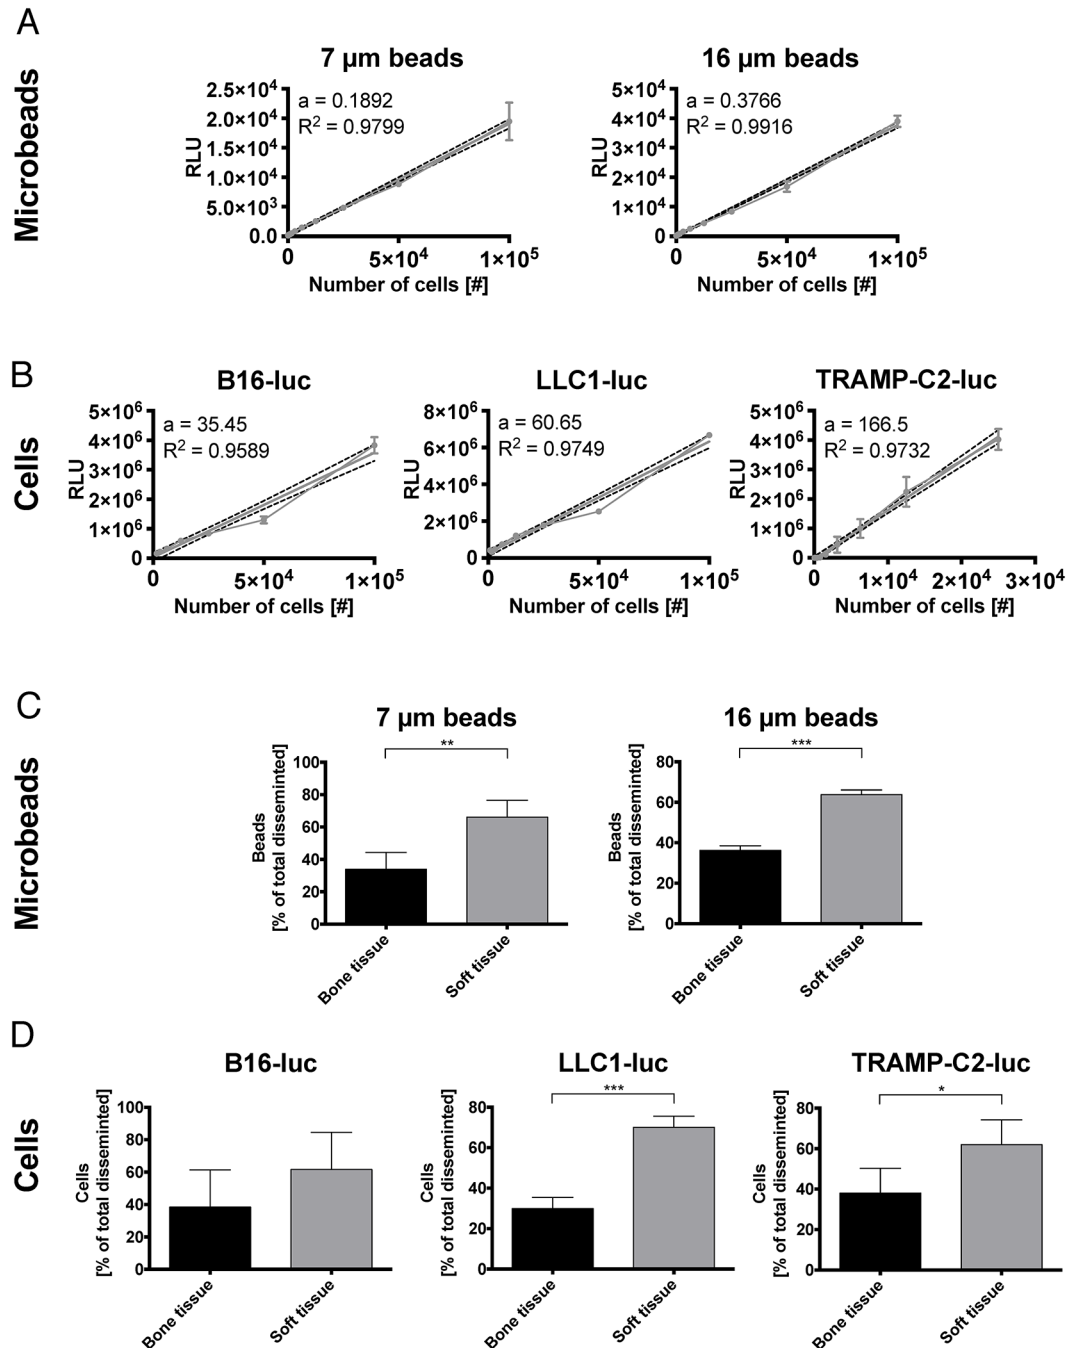 A
Microbeads
7 µm beads
2.5×10⁴
2.0×10⁴
1.5×10⁴
1.0×10⁴
5.0×10³
0.0
RLU
a = 0.1892
R² = 0.9799
0 5×10⁴ 1×10⁵
Number of cells [#]
16 µm beads
5×10⁴
4×10⁴
3×10⁴
2×10⁴
1×10⁴
0
RLU
a = 0.3766
R² = 0.9916
0 5×10⁴ 1×10⁵
Number of cells [#]
B
Cells
B16-luc
5×10⁶
4×10⁶
3×10⁶
2×10⁶
1×10⁶
0
RLU
a = 35.45
R² = 0.9589
0 5×10⁴ 1×10⁵
Number of cells [#]
LLC1-luc
8×10⁶
6×10⁶
4×10⁶
2×10⁶
0
RLU
a = 60.65
R² = 0.9749
0 5×10⁴ 1×10⁵
Number of cells [#]
TRAMP-C2-luc
5×10⁶
4×10⁶
3×10⁶
2×10⁶
1×10⁶
0
RLU
a = 166.5
R² = 0.9732
0 1×10⁴ 2×10⁴ 3×10⁴
Number of cells [#]
C
Microbeads
7 µm beads
**
Beads
[% of total disseminted]
100
80
60
40
20
0
Bone tissue
Soft tissue
16 µm beads
***
Beads
[% of total disseminted]
80
60
40
20
0
Bone tissue
Soft tissue
D
Cells
B16-luc
Cells
[% of total disseminted]
100
80
60
40
20
0
Bone tissue
Soft tissue
LLC1-luc
***
Cells
[% of total disseminted]
80
60
40
20
0
Bone tissue
Soft tissue
TRAMP-C2-luc
*
Cells
[% of total disseminted]
80
60
40
20
0
Bone tissue
Soft tissue